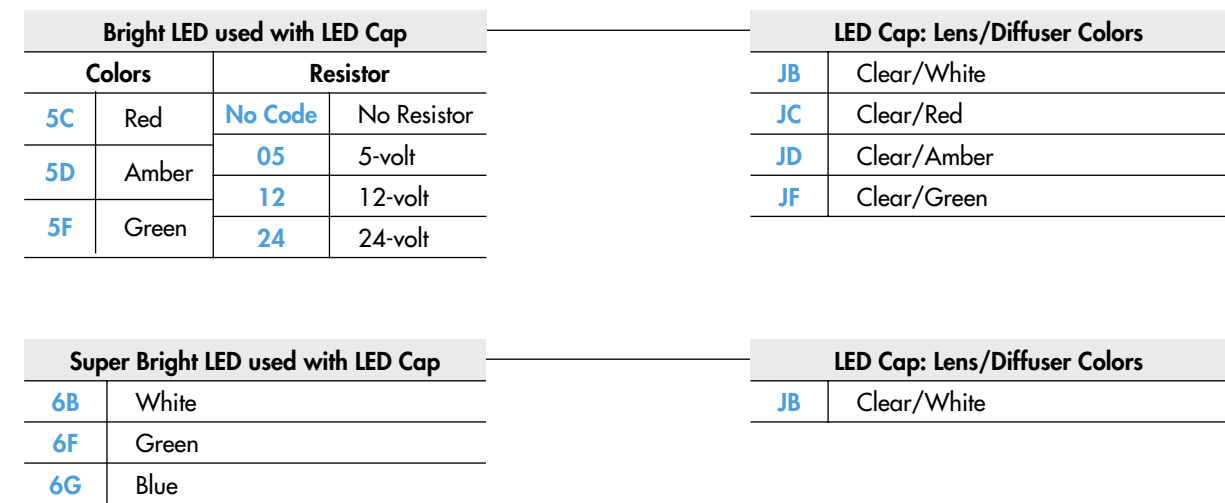 Bright LED used with LED Cap
Colors Resistor
5C Red No Code No Resistor
5D Amber 05 5-volt
12 12-volt
5F Green 24 24-volt
LED Cap: Lens/Diffuser Colors
JB Clear/White
JC Clear/Red
JD Clear/Amber
JF Clear/Green
Super Bright LED used with LED Cap
6B White
6F Green
6G Blue
LED Cap: Lens/Diffuser Colors
JB Clear/White